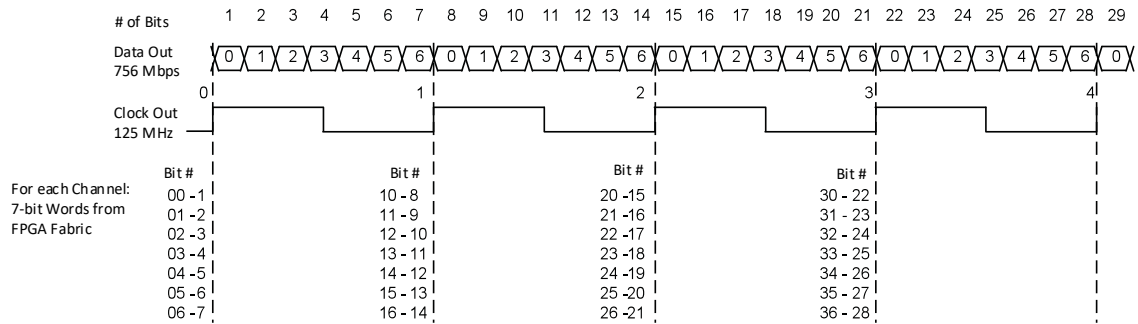 # of Bits 1 2 3 4 5 6 7 8 9 10 11 12 13 14 15 16 17 18 19 20 21 22 23 24 25 26 27 28 29
Data Out 0 1 2 3 4 5 6 0 1 2 3 4 5 6 0 1 2 3 4 5 6 0 1 2 3 4 5 6 0
756 Mbps
0 1 2 3 4
Clock Out
125 MHz
Bit # Bit # Bit # Bit #
For each Channel:
7-bit Words from
FPGA Fabric
00 -1 10 - 8 20 -15 30 - 22
01 -2 11 - 9 21 -16 31 - 23
02 -3 12 - 10 22 -17 32 - 24
03 -4 13 - 11 23 -18 33 - 25
04 -5 14 - 12 24 -19 34 - 26
05 -6 15 - 13 25 -20 35 - 27
06 -7 16 - 14 26 -21 36 - 28